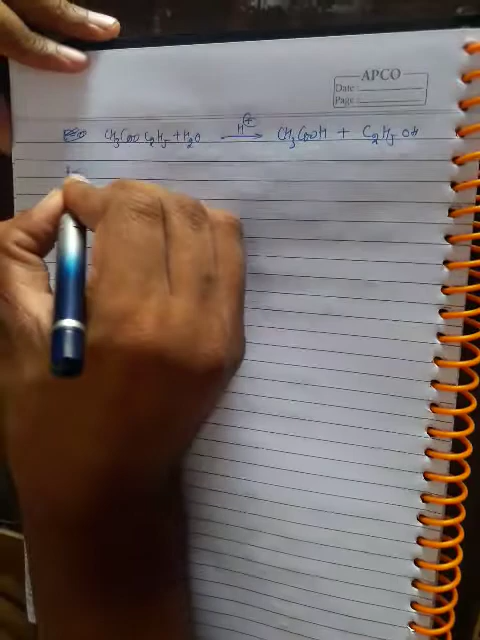 APCO
Date :
Page :
CH₃COOC₂H₅ + H₂O —H⊕→ CH₃COOH + C₂H₅OH